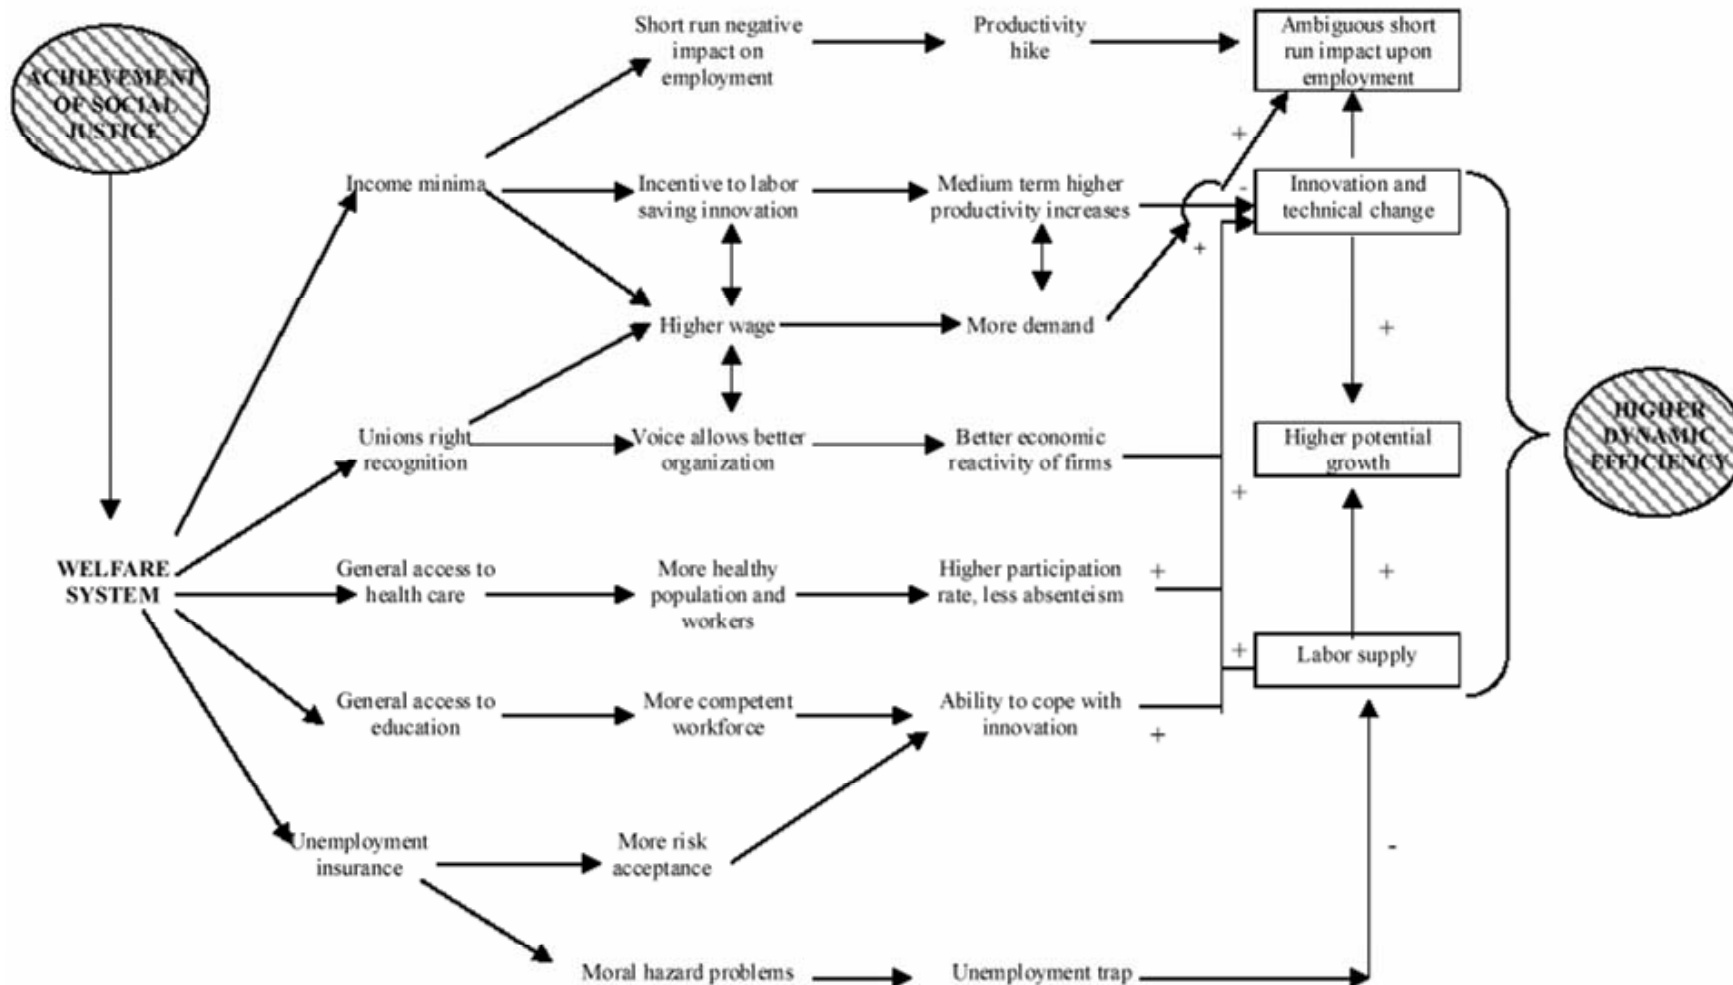 ACHIEVEMENT
OF SOCIAL
JUSTICE
WELFARE
SYSTEM
Income minima
Unions right
recognition
General access to
health care
General access to
education
Unemployment
insurance
Short run negative
impact on
employment
Incentive to labor
saving innovation
Higher wage
Voice allows better
organization
More healthy
population and
workers
More competent
workforce
More risk
acceptance
Moral hazard problems
Productivity
hike
Medium term higher
productivity increases
More demand
Better economic
reactivity of firms
Higher participation
rate, less absenteism
Ability to cope with
innovation
Unemployment trap
+
-
+
+
+
+
+
Ambiguous short
run impact upon
employment
Innovation and
technical change
+
Higher potential
growth
+
Labor supply
-
HIGHER
DYNAMIC
EFFICIENCY